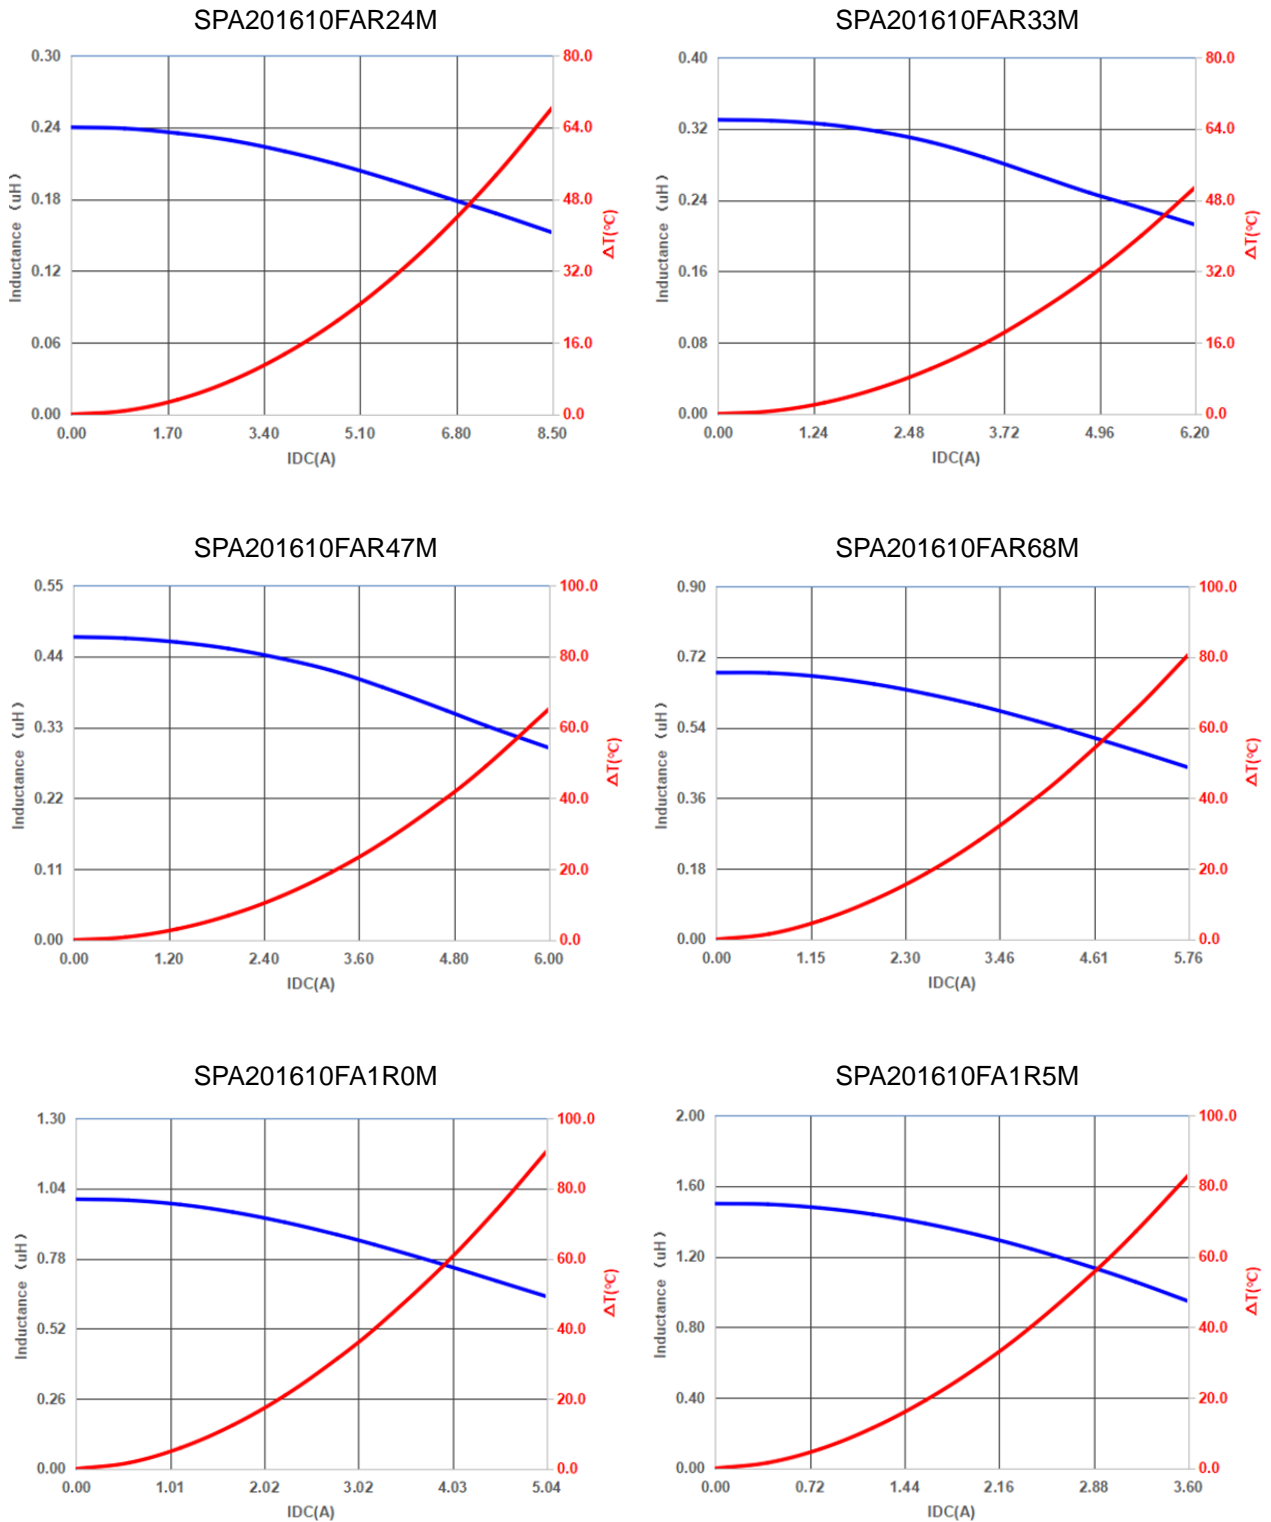 SPA201610FAR24M
0.30
0.24
0.18
0.12
0.06
0.00
Inductance (uH)
80.0
64.0
48.0
32.0
16.0
0.0
ΔT(℃)
0.00 1.70 3.40 5.10 6.80 8.50
IDC(A)
SPA201610FAR33M
0.40
0.32
0.24
0.16
0.08
0.00
Inductance (uH)
80.0
64.0
48.0
32.0
16.0
0.0
ΔT(℃)
0.00 1.24 2.48 3.72 4.96 6.20
IDC(A)
SPA201610FAR47M
0.55
0.44
0.33
0.22
0.11
0.00
Inductance (uH)
100.0
80.0
60.0
40.0
20.0
0.0
ΔT(℃)
0.00 1.20 2.40 3.60 4.80 6.00
IDC(A)
SPA201610FAR68M
0.90
0.72
0.54
0.36
0.18
0.00
Inductance (uH)
100.0
80.0
60.0
40.0
20.0
0.0
ΔT(℃)
0.00 1.15 2.30 3.46 4.61 5.76
IDC(A)
SPA201610FA1R0M
1.30
1.04
0.78
0.52
0.26
0.00
Inductance (uH)
100.0
80.0
60.0
40.0
20.0
0.0
ΔT(℃)
0.00 1.01 2.02 3.02 4.03 5.04
IDC(A)
SPA201610FA1R5M
2.00
1.60
1.20
0.80
0.40
0.00
Inductance (uH)
100.0
80.0
60.0
40.0
20.0
0.0
ΔT(℃)
0.00 0.72 1.44 2.16 2.88 3.60
IDC(A)